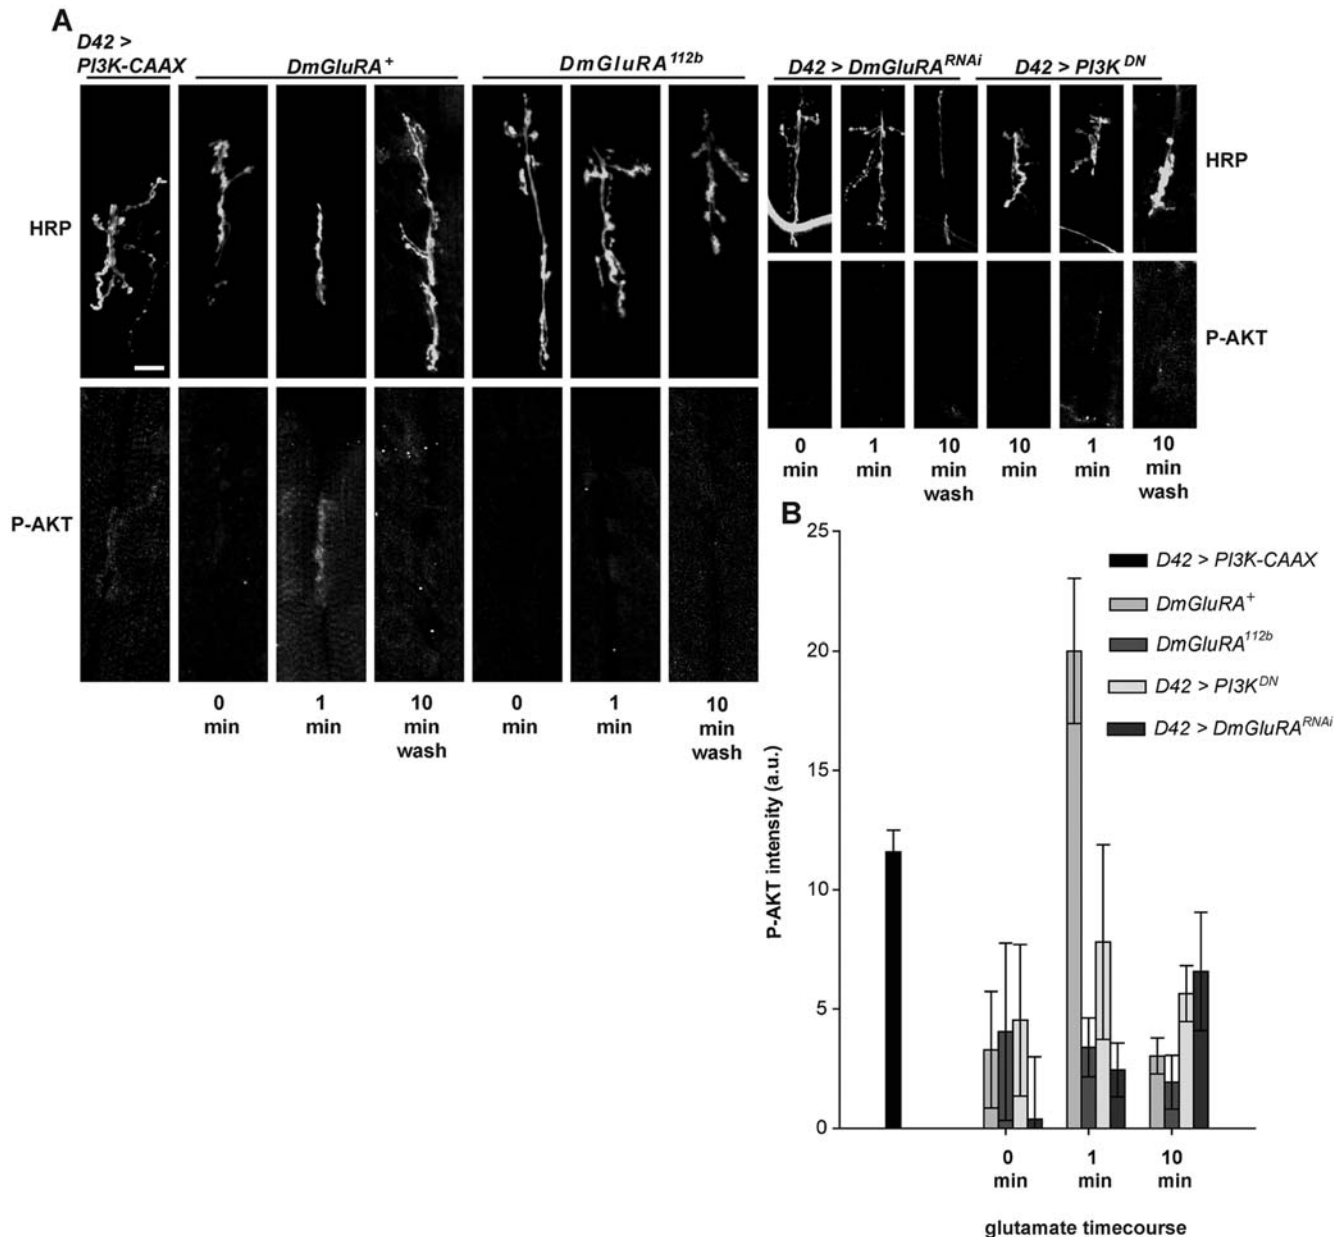 A
D42 >
PI3K-CAAX
DmGluRA+
DmGluRA112b
D42 > DmGluRARNAi
D42 > PI3KDN
HRP
HRP
P-AKT
P-AKT
0
min
1
min
10
min
wash
0
min
1
min
10
min
wash
0
min
1
min
10
min
wash
10
min
1
min
10
min
wash
B
25
20
15
10
5
0
P-AKT intensity (a.u.)
D42 > PI3K-CAAX
DmGluRA+
DmGluRA112b
D42 > PI3KDN
D42 > DmGluRARNAi
0
min
1
min
10
min
glutamate timecourse